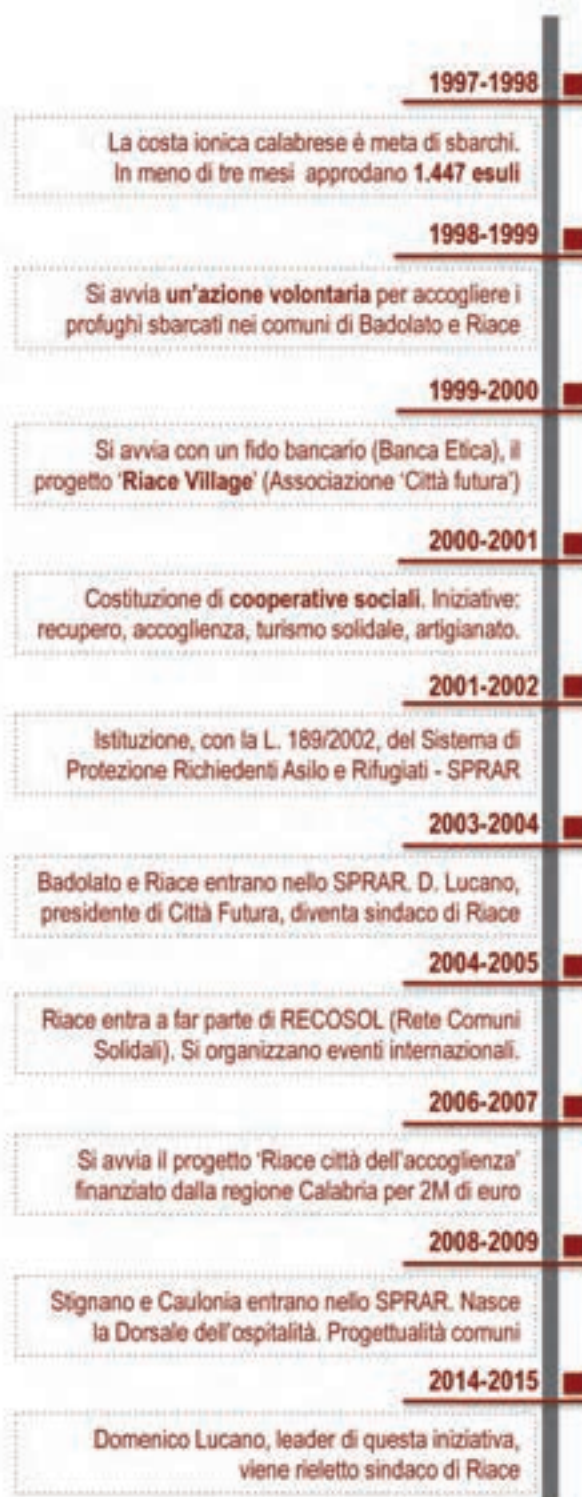 1997-1998
La costa ionica calabrese è meta di sbarchi.
In meno di tre mesi approdano 1.447 esuli
1998-1999
Si avvia un'azione volontaria per accogliere i
profughi sbarcati nei comuni di Badolato e Riace
1999-2000
Si avvia con un fido bancario (Banca Etica), il
progetto 'Riace Village' (Associazione 'Città futura')
2000-2001
Costituzione di cooperative sociali. Iniziative:
recupero, accoglienza, turismo solidale, artigianato.
2001-2002
Istituzione, con la L. 189/2002, del Sistema di
Protezione Richiedenti Asilo e Rifugiati - SPRAR
2003-2004
Badolato e Riace entrano nello SPRAR. D. Lucano,
presidente di Città Futura, diventa sindaco di Riace
2004-2005
Riace entra a far parte di RECOSOL (Rete Comuni
Solidali). Si organizzano eventi internazionali.
2006-2007
Si avvia il progetto 'Riace città dell'accoglienza'
finanziato dalla regione Calabria per 2M di euro
2008-2009
Stignano e Caulonia entrano nello SPRAR. Nasce
la Dorsale dell'ospitalità. Progettualità comuni
2014-2015
Domenico Lucano, leader di questa iniziativa,
viene rieletto sindaco di Riace